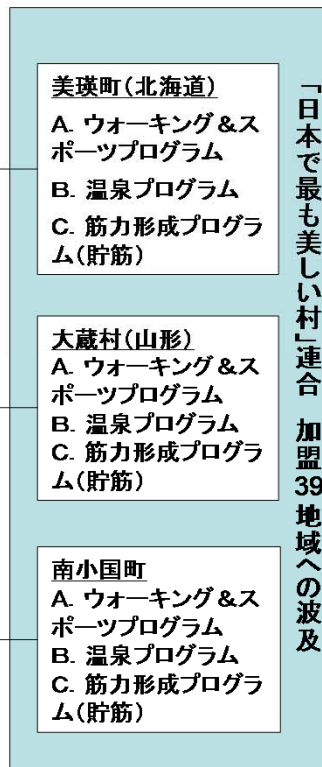 美瑛町(北海道)
A. ウォーキング＆ス
ポーツプログラム
B. 温泉プログラム
C. 筋力形成プログラ
ム(貯筋)
大蔵村(山形)
A. ウォーキング＆ス
ポーツプログラム
B. 温泉プログラム
C. 筋力形成プログラ
ム(貯筋)
南小国町
A. ウォーキング＆ス
ポーツプログラム
B. 温泉プログラム
C. 筋力形成プログラ
ム(貯筋)
「日本で最も美しい村」連合　加盟39地域への波及